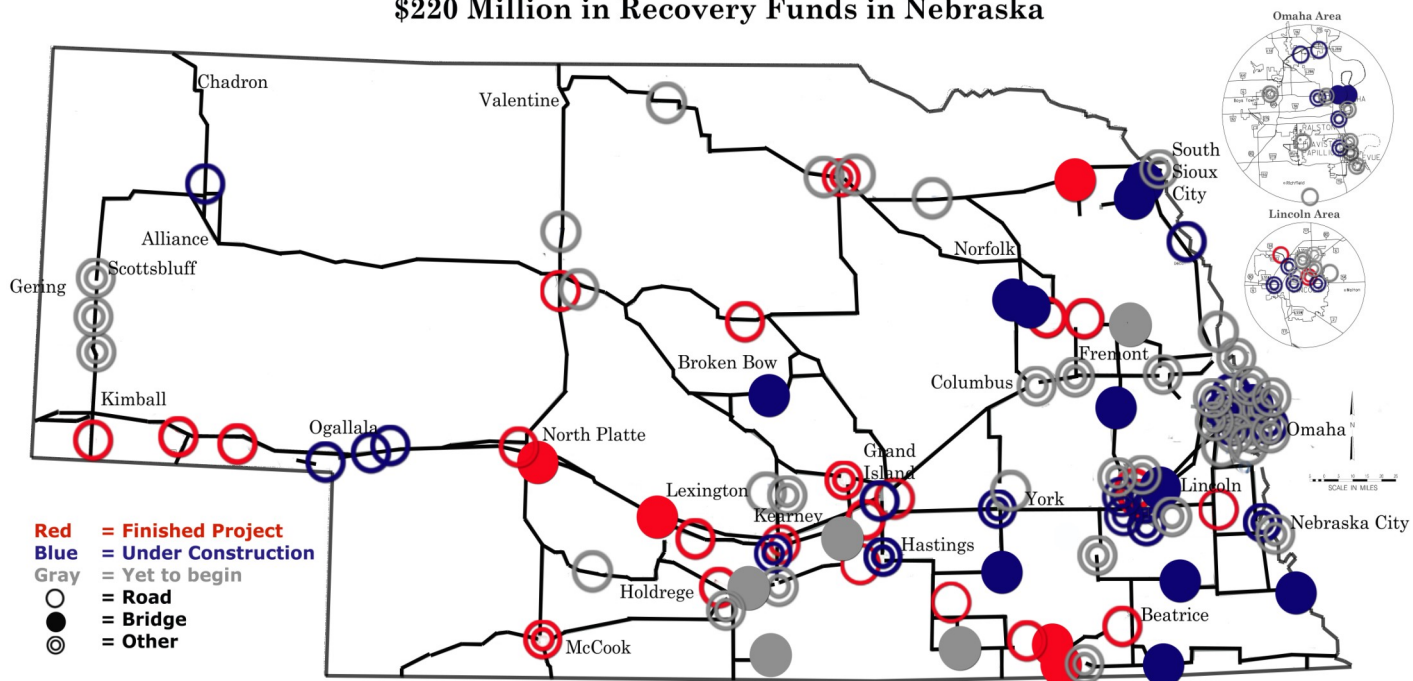 $220 Million in Recovery Funds in Nebraska
Omaha Area
Chadron
Valentine
South
Sioux
City
RALSTON
Lincoln Area
Alliance
Norfolk
Scottsbluff
Gering
Broken Bow
Fremont
Columbus
Kimball
Ogallala
North Platte
Omaha
Grand
Island
Lexington
Lincoln
SCALE IN MILES
York
Kearney
Nebraska City
Hastings
Holdrege
Beatrice
McCook
Red = Finished Project
Blue = Under Construction
Gray = Yet to begin
= Road
= Bridge
= Other
N